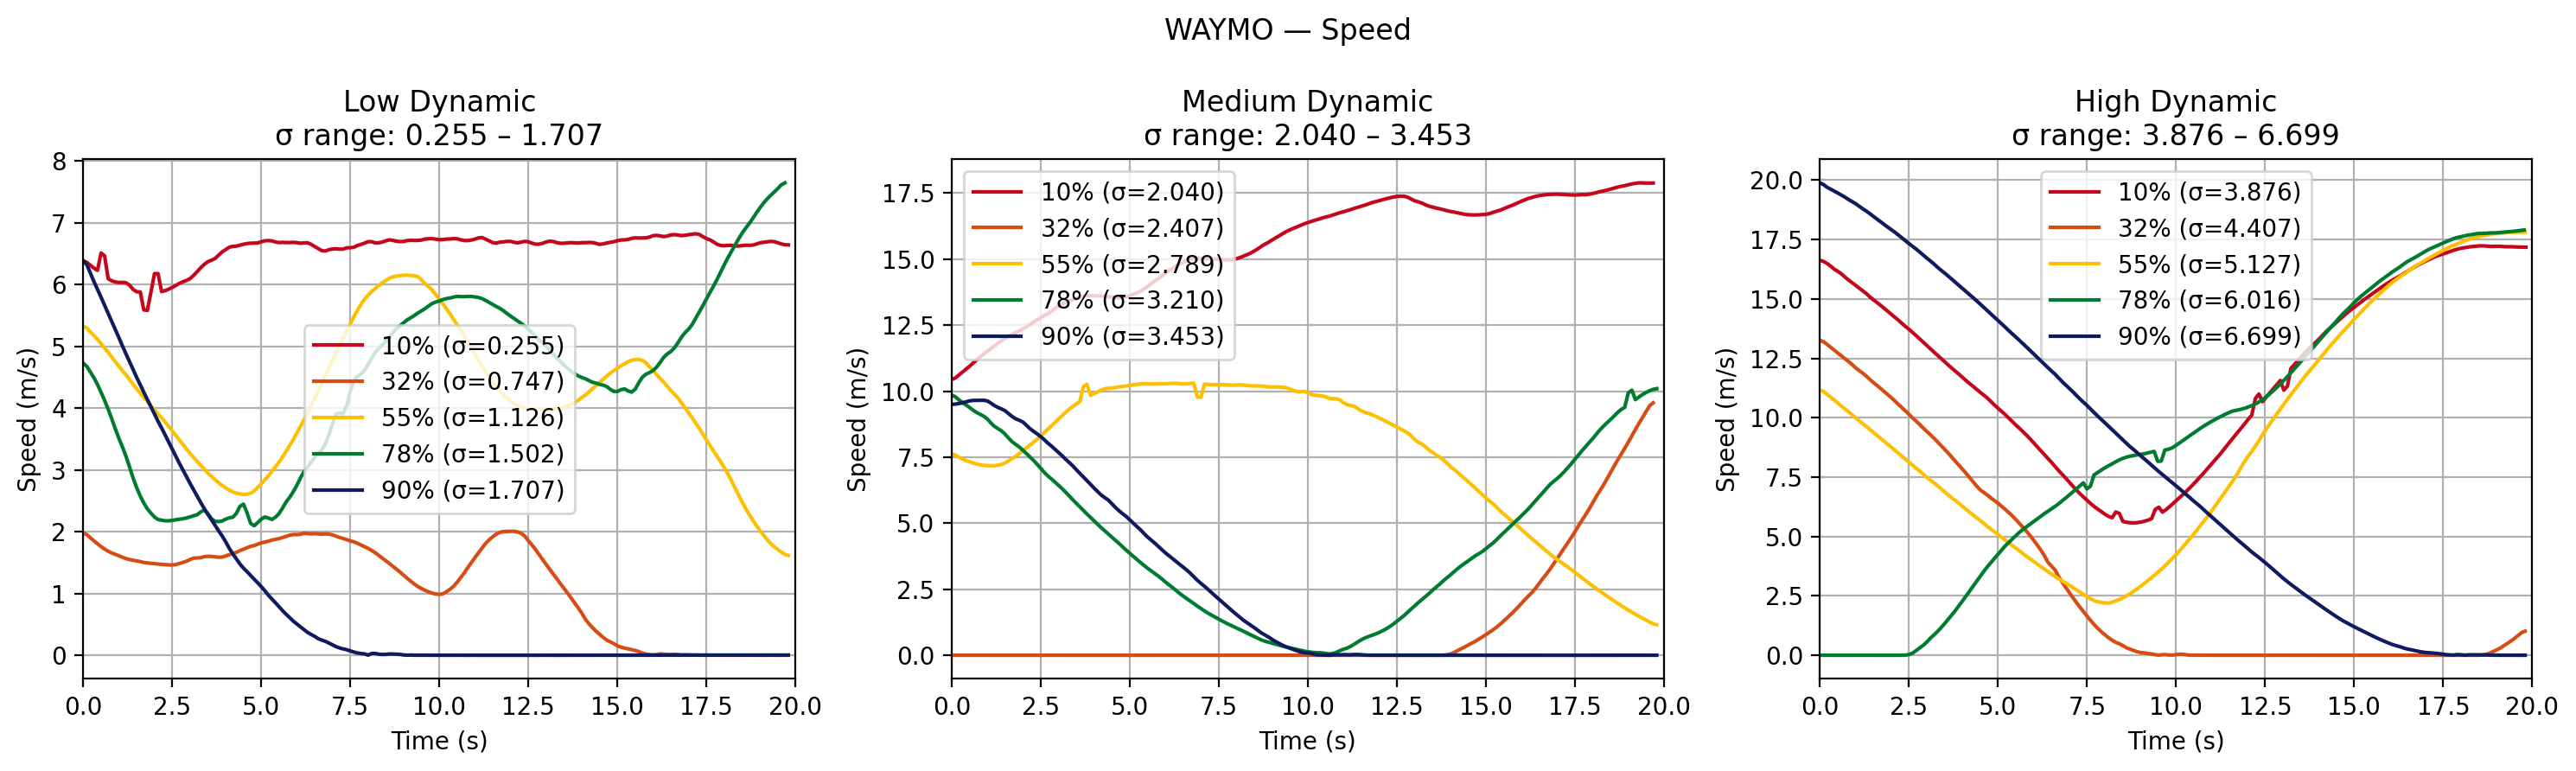 WAYMO — Speed
Low Dynamic
σ range: 0.255 – 1.707
Speed (m/s)
8
7
6
5
4
3
2
1
0
10% (σ=0.255)
32% (σ=0.747)
55% (σ=1.126)
78% (σ=1.502)
90% (σ=1.707)
0.0 2.5 5.0 7.5 10.0 12.5 15.0 17.5 20.0
Time (s)
Medium Dynamic
σ range: 2.040 – 3.453
Speed (m/s)
17.5
15.0
12.5
10.0
7.5
5.0
2.5
0.0
10% (σ=2.040)
32% (σ=2.407)
55% (σ=2.789)
78% (σ=3.210)
90% (σ=3.453)
0.0 2.5 5.0 7.5 10.0 12.5 15.0 17.5 20.0
Time (s)
High Dynamic
σ range: 3.876 – 6.699
Speed (m/s)
20.0
17.5
15.0
12.5
10.0
7.5
5.0
2.5
0.0
10% (σ=3.876)
32% (σ=4.407)
55% (σ=5.127)
78% (σ=6.016)
90% (σ=6.699)
0.0 2.5 5.0 7.5 10.0 12.5 15.0 17.5 20.0
Time (s)